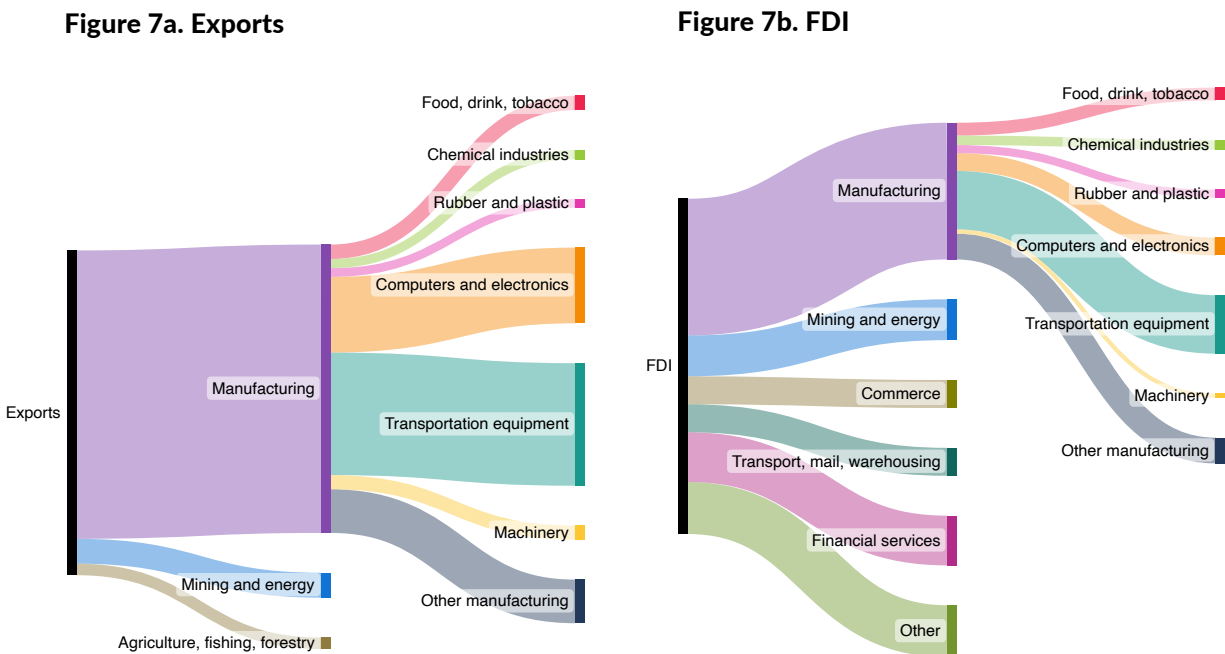 Figure 7a. Exports
Food, drink, tobacco
Chemical industries
Rubber and plastic
Computers and electronics
Manufacturing
Exports
Transportation equipment
Machinery
Mining and energy
Other manufacturing
Agriculture, fishing, forestry
Figure 7b. FDI
Food, drink, tobacco
Chemical industries
Manufacturing
Rubber and plastic
Computers and electronics
Mining and energy
Transportation equipment
FDI
Commerce
Machinery
Other manufacturing
Transport, mail, warehousing
Financial services
Other